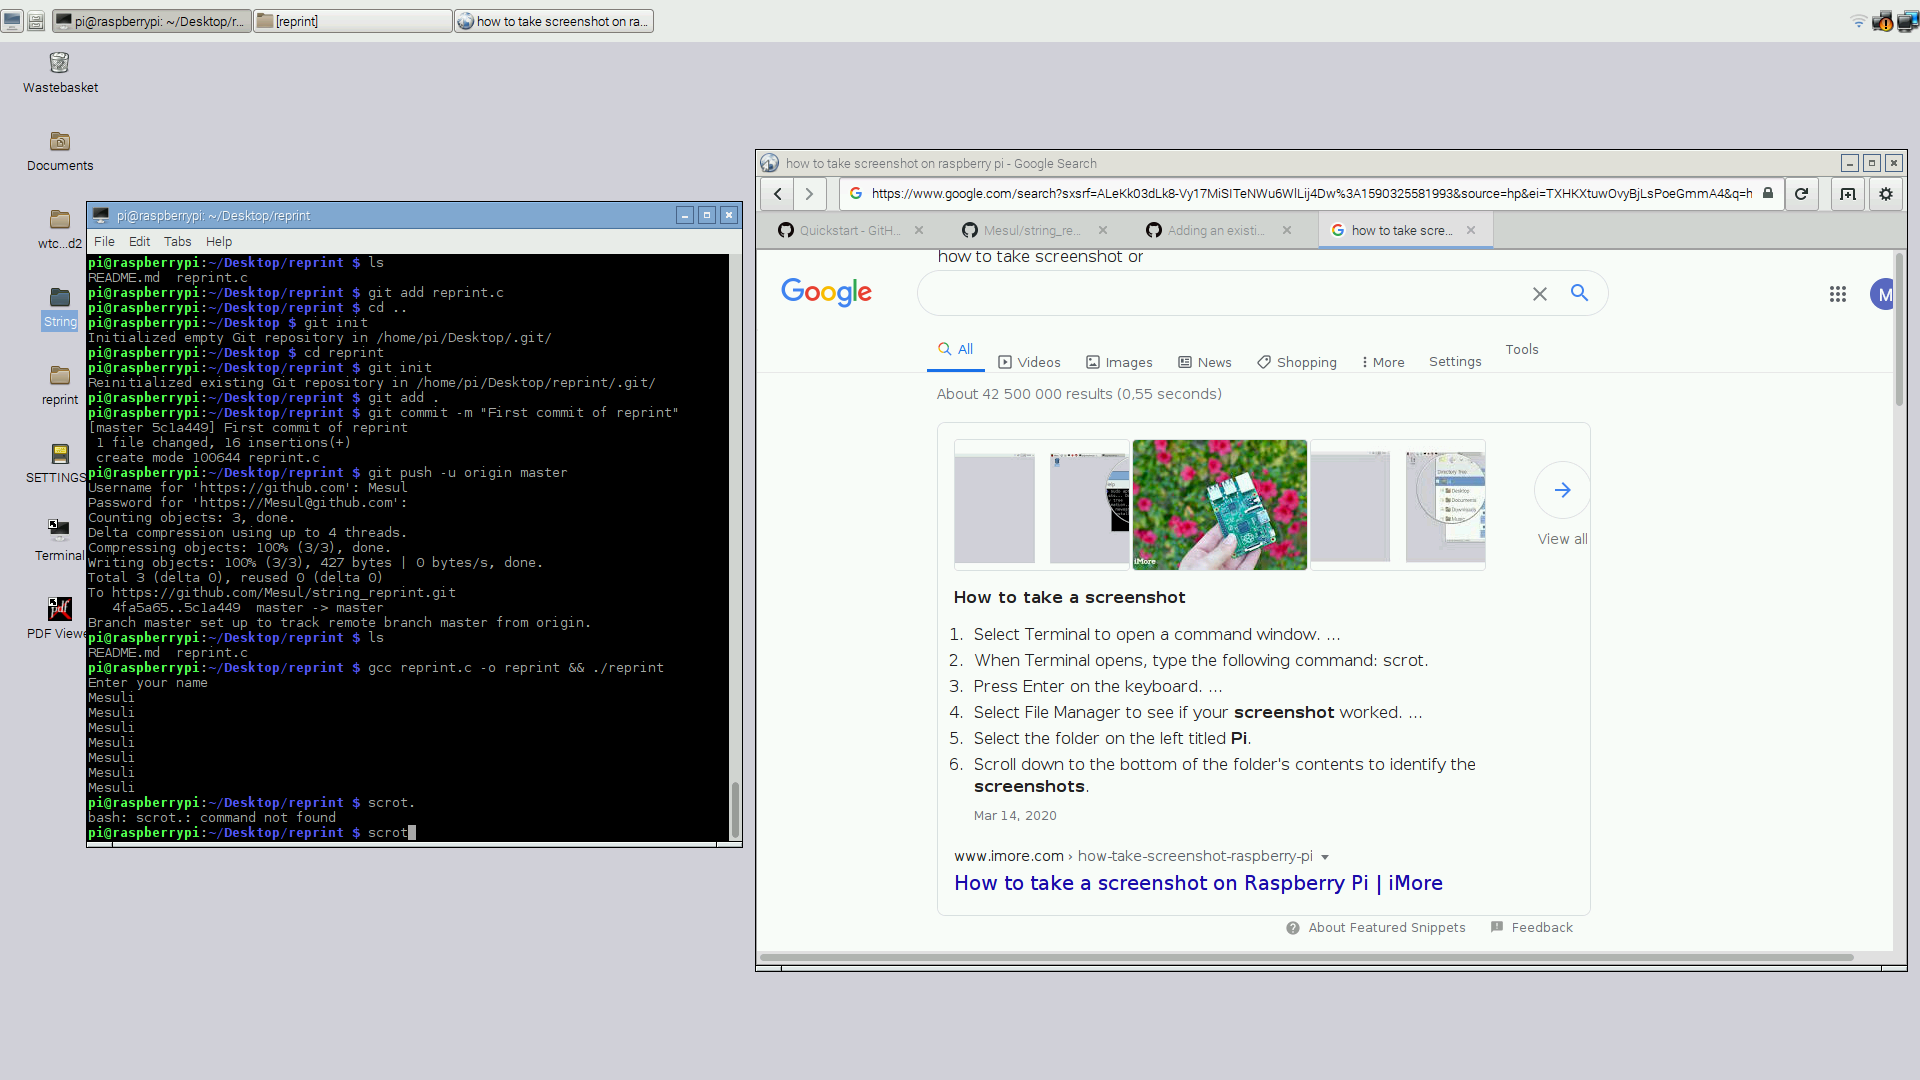 pi@raspberrypi: ~/Desktop/r...
[reprint]
how to take screenshot on ra...
Wastebasket
Documents
wtc...d2
String
reprint
SETTINGS
Terminal
PDF Viewe
pi@raspberrypi: ~/Desktop/reprint
File Edit Tabs Help
pi@raspberrypi:~/Desktop/reprint $ ls
README.md  reprint.c
pi@raspberrypi:~/Desktop/reprint $ git add reprint.c
pi@raspberrypi:~/Desktop/reprint $ cd ..
pi@raspberrypi:~/Desktop $ git init
Initialized empty Git repository in /home/pi/Desktop/.git/
pi@raspberrypi:~/Desktop $ cd reprint
pi@raspberrypi:~/Desktop/reprint $ git init
Reinitialized existing Git repository in /home/pi/Desktop/reprint/.git/
pi@raspberrypi:~/Desktop/reprint $ git add .
pi@raspberrypi:~/Desktop/reprint $ git commit -m "First commit of reprint"
[master 5c1a449] First commit of reprint
 1 file changed, 16 insertions(+)
 create mode 100644 reprint.c
pi@raspberrypi:~/Desktop/reprint $ git push -u origin master
Username for 'https://github.com': Mesul
Password for 'https://Mesul@github.com':
Counting objects: 3, done.
Delta compression using up to 4 threads.
Compressing objects: 100% (3/3), done.
Writing objects: 100% (3/3), 427 bytes | 0 bytes/s, done.
Total 3 (delta 0), reused 0 (delta 0)
To https://github.com/Mesul/string_reprint.git
   4fa5a65..5c1a449  master -> master
Branch master set up to track remote branch master from origin.
pi@raspberrypi:~/Desktop/reprint $ ls
README.md  reprint.c
pi@raspberrypi:~/Desktop/reprint $ gcc reprint.c -o reprint && ./reprint
Enter your name
Mesuli
Mesuli
Mesuli
Mesuli
Mesuli
Mesuli
Mesuli
pi@raspberrypi:~/Desktop/reprint $ scrot.
bash: scrot.: command not found
pi@raspberrypi:~/Desktop/reprint $ scrot
how to take screenshot on raspberry pi - Google Search
https://www.google.com/search?sxsrf=ALeKk03dLk8-Vy17MiSITeNWu6WlLij4Dw%3A1590325581993&source=hp&ei=TXHKXtuwOvyBjLsPoeGmmA4&q=h
Quickstart - GitH...
Mesul/string_re...
Adding an existi...
how to take scre...
how to take screenshot or
Google
M
All Videos Images News Shopping More Settings Tools
About 42 500 000 results (0,55 seconds)
iMore
Directory Tree
Desktop
Documents
Downloads
Music
View all
How to take a screenshot
1. Select Terminal to open a command window. ...
2. When Terminal opens, type the following command: scrot.
3. Press Enter on the keyboard. ...
4. Select File Manager to see if your screenshot worked. ...
5. Select the folder on the left titled Pi.
6. Scroll down to the bottom of the folder's contents to identify the
screenshots.
Mar 14, 2020
www.imore.com › how-take-screenshot-raspberry-pi
How to take a screenshot on Raspberry Pi | iMore
About Featured Snippets
Feedback